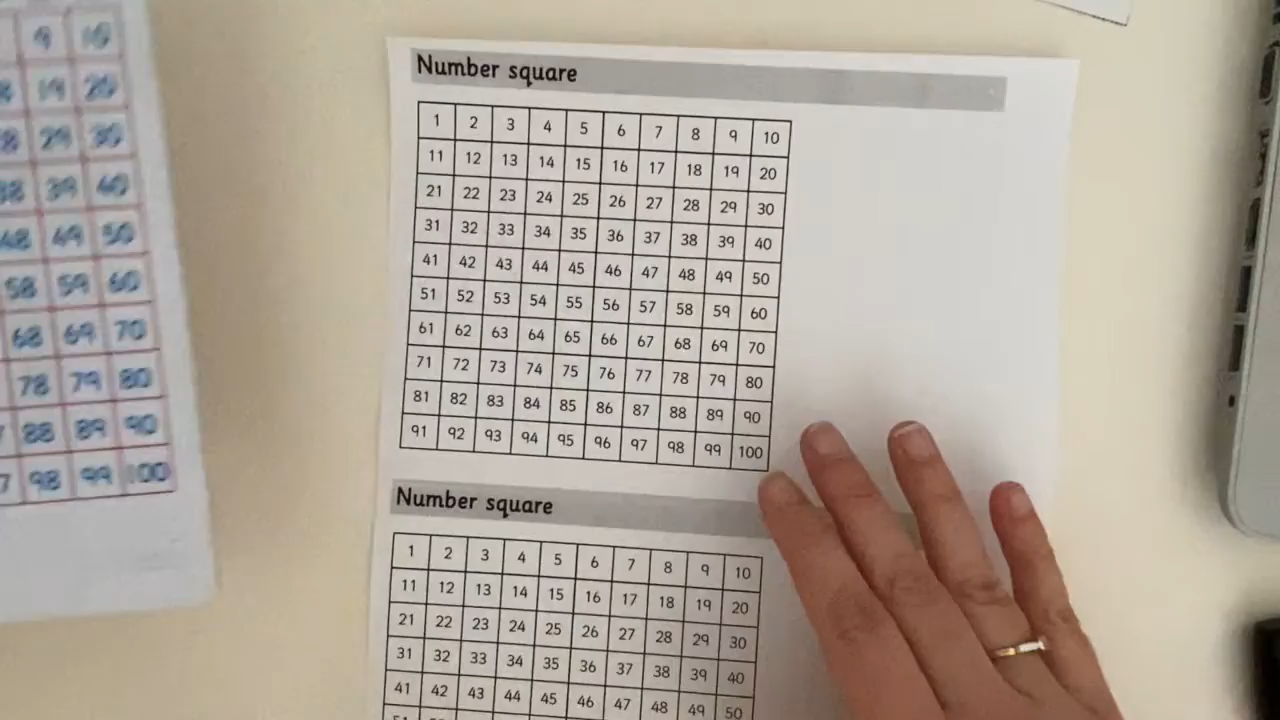 9 10
19 20
29 30
38 39 40
48 49 50
58 59 60
68 69 70
78 79 80
88 89 90
98 99 100
Number square
1 2 3 4 5 6 7 8 9 10
11 12 13 14 15 16 17 18 19 20
21 22 23 24 25 26 27 28 29 30
31 32 33 34 35 36 37 38 39 40
41 42 43 44 45 46 47 48 49 50
51 52 53 54 55 56 57 58 59 60
61 62 63 64 65 66 67 68 69 70
71 72 73 74 75 76 77 78 79 80
81 82 83 84 85 86 87 88 89 90
91 92 93 94 95 96 97 98 99 100
Number square
1 2 3 4 5 6 7 8 9 10
11 12 13 14 15 16 17 18 19 20
21 22 23 24 25 26 27 28 29 30
31 32 33 34 35 36 37 38 39 40
41 42 43 44 45 46 47 48 49 50